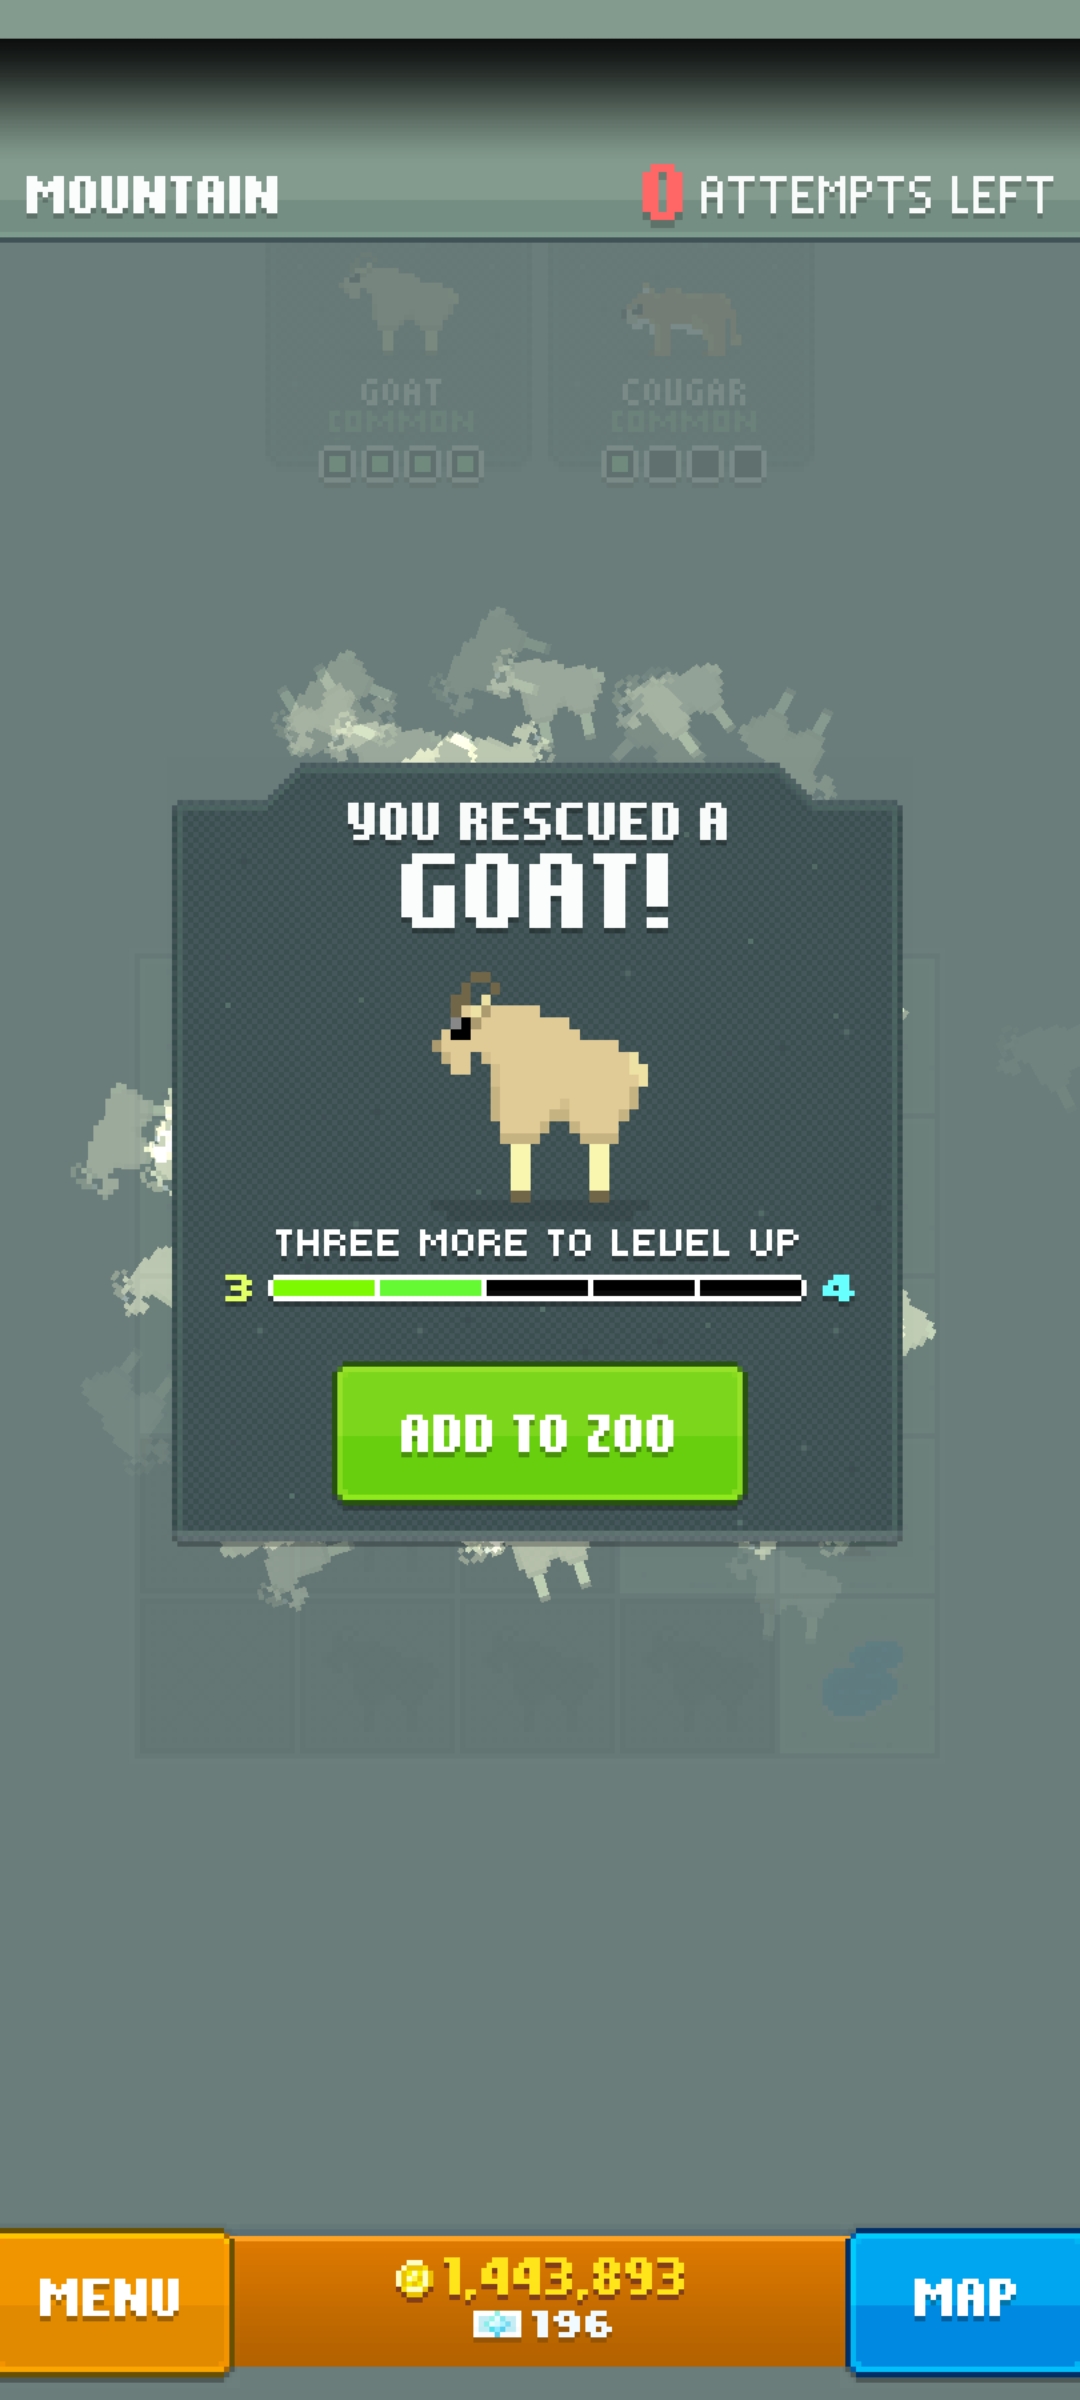 MOUNTAIN
0 ATTEMPTS LEFT
GOAT
COMMON
COUGAR
COMMON
YOU RESCUED A
GOAT!
THREE MORE TO LEVEL UP
3
4
ADD TO ZOO
MENU
1,443,893
196
MAP